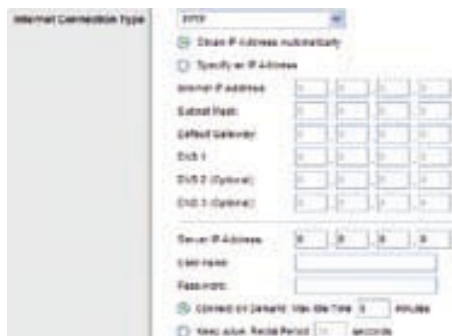 Internet Connection Type
PPTP
Obtain IP Address Automatically
Specify an IP Address
Internet IP Address:
Subnet Mask:
Default Gateway:
DNS 1:
DNS 2 (Optional):
DNS 3 (Optional):
Server IP Address:
User Name:
Password:
Connect on Demand: Max Idle Time minutes
Keep Alive: Redial Period seconds